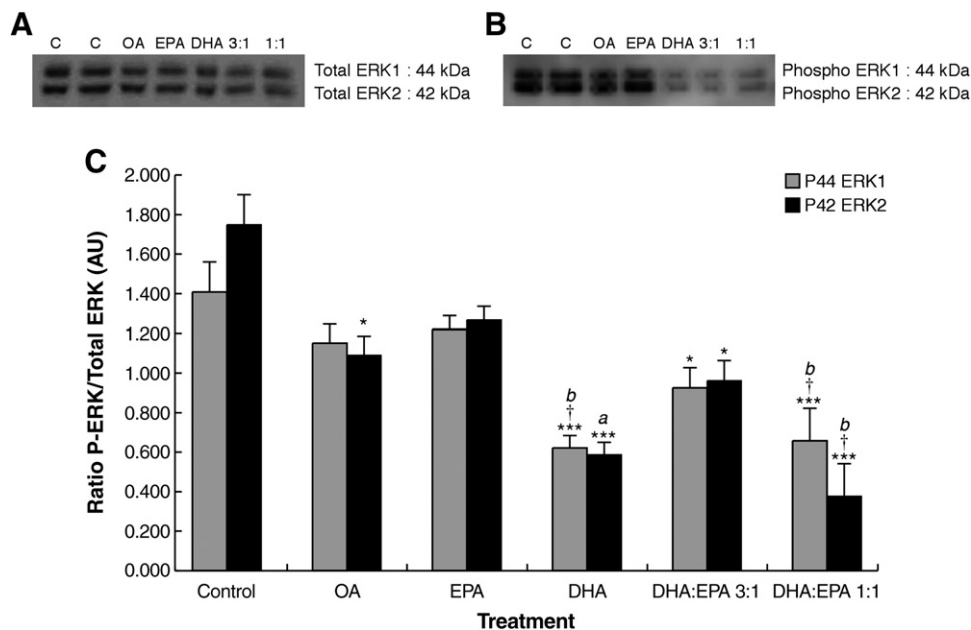 A
C C OA EPA DHA 3:1 1:1
Total ERK1 : 44 kDa
Total ERK2 : 42 kDa
B
C C OA EPA DHA 3:1 1:1
Phospho ERK1 : 44 kDa
Phospho ERK2 : 42 kDa
C
Ratio P-ERK/Total ERK (AU)
2.000
1.800
1.600
1.400
1.200
1.000
0.800
0.600
0.400
0.200
0.000
P44 ERK1
P42 ERK2
*
b
†
***
a
***
*
*
b
†
***
b
†
***
Control OA EPA DHA DHA:EPA 3:1 DHA:EPA 1:1
Treatment